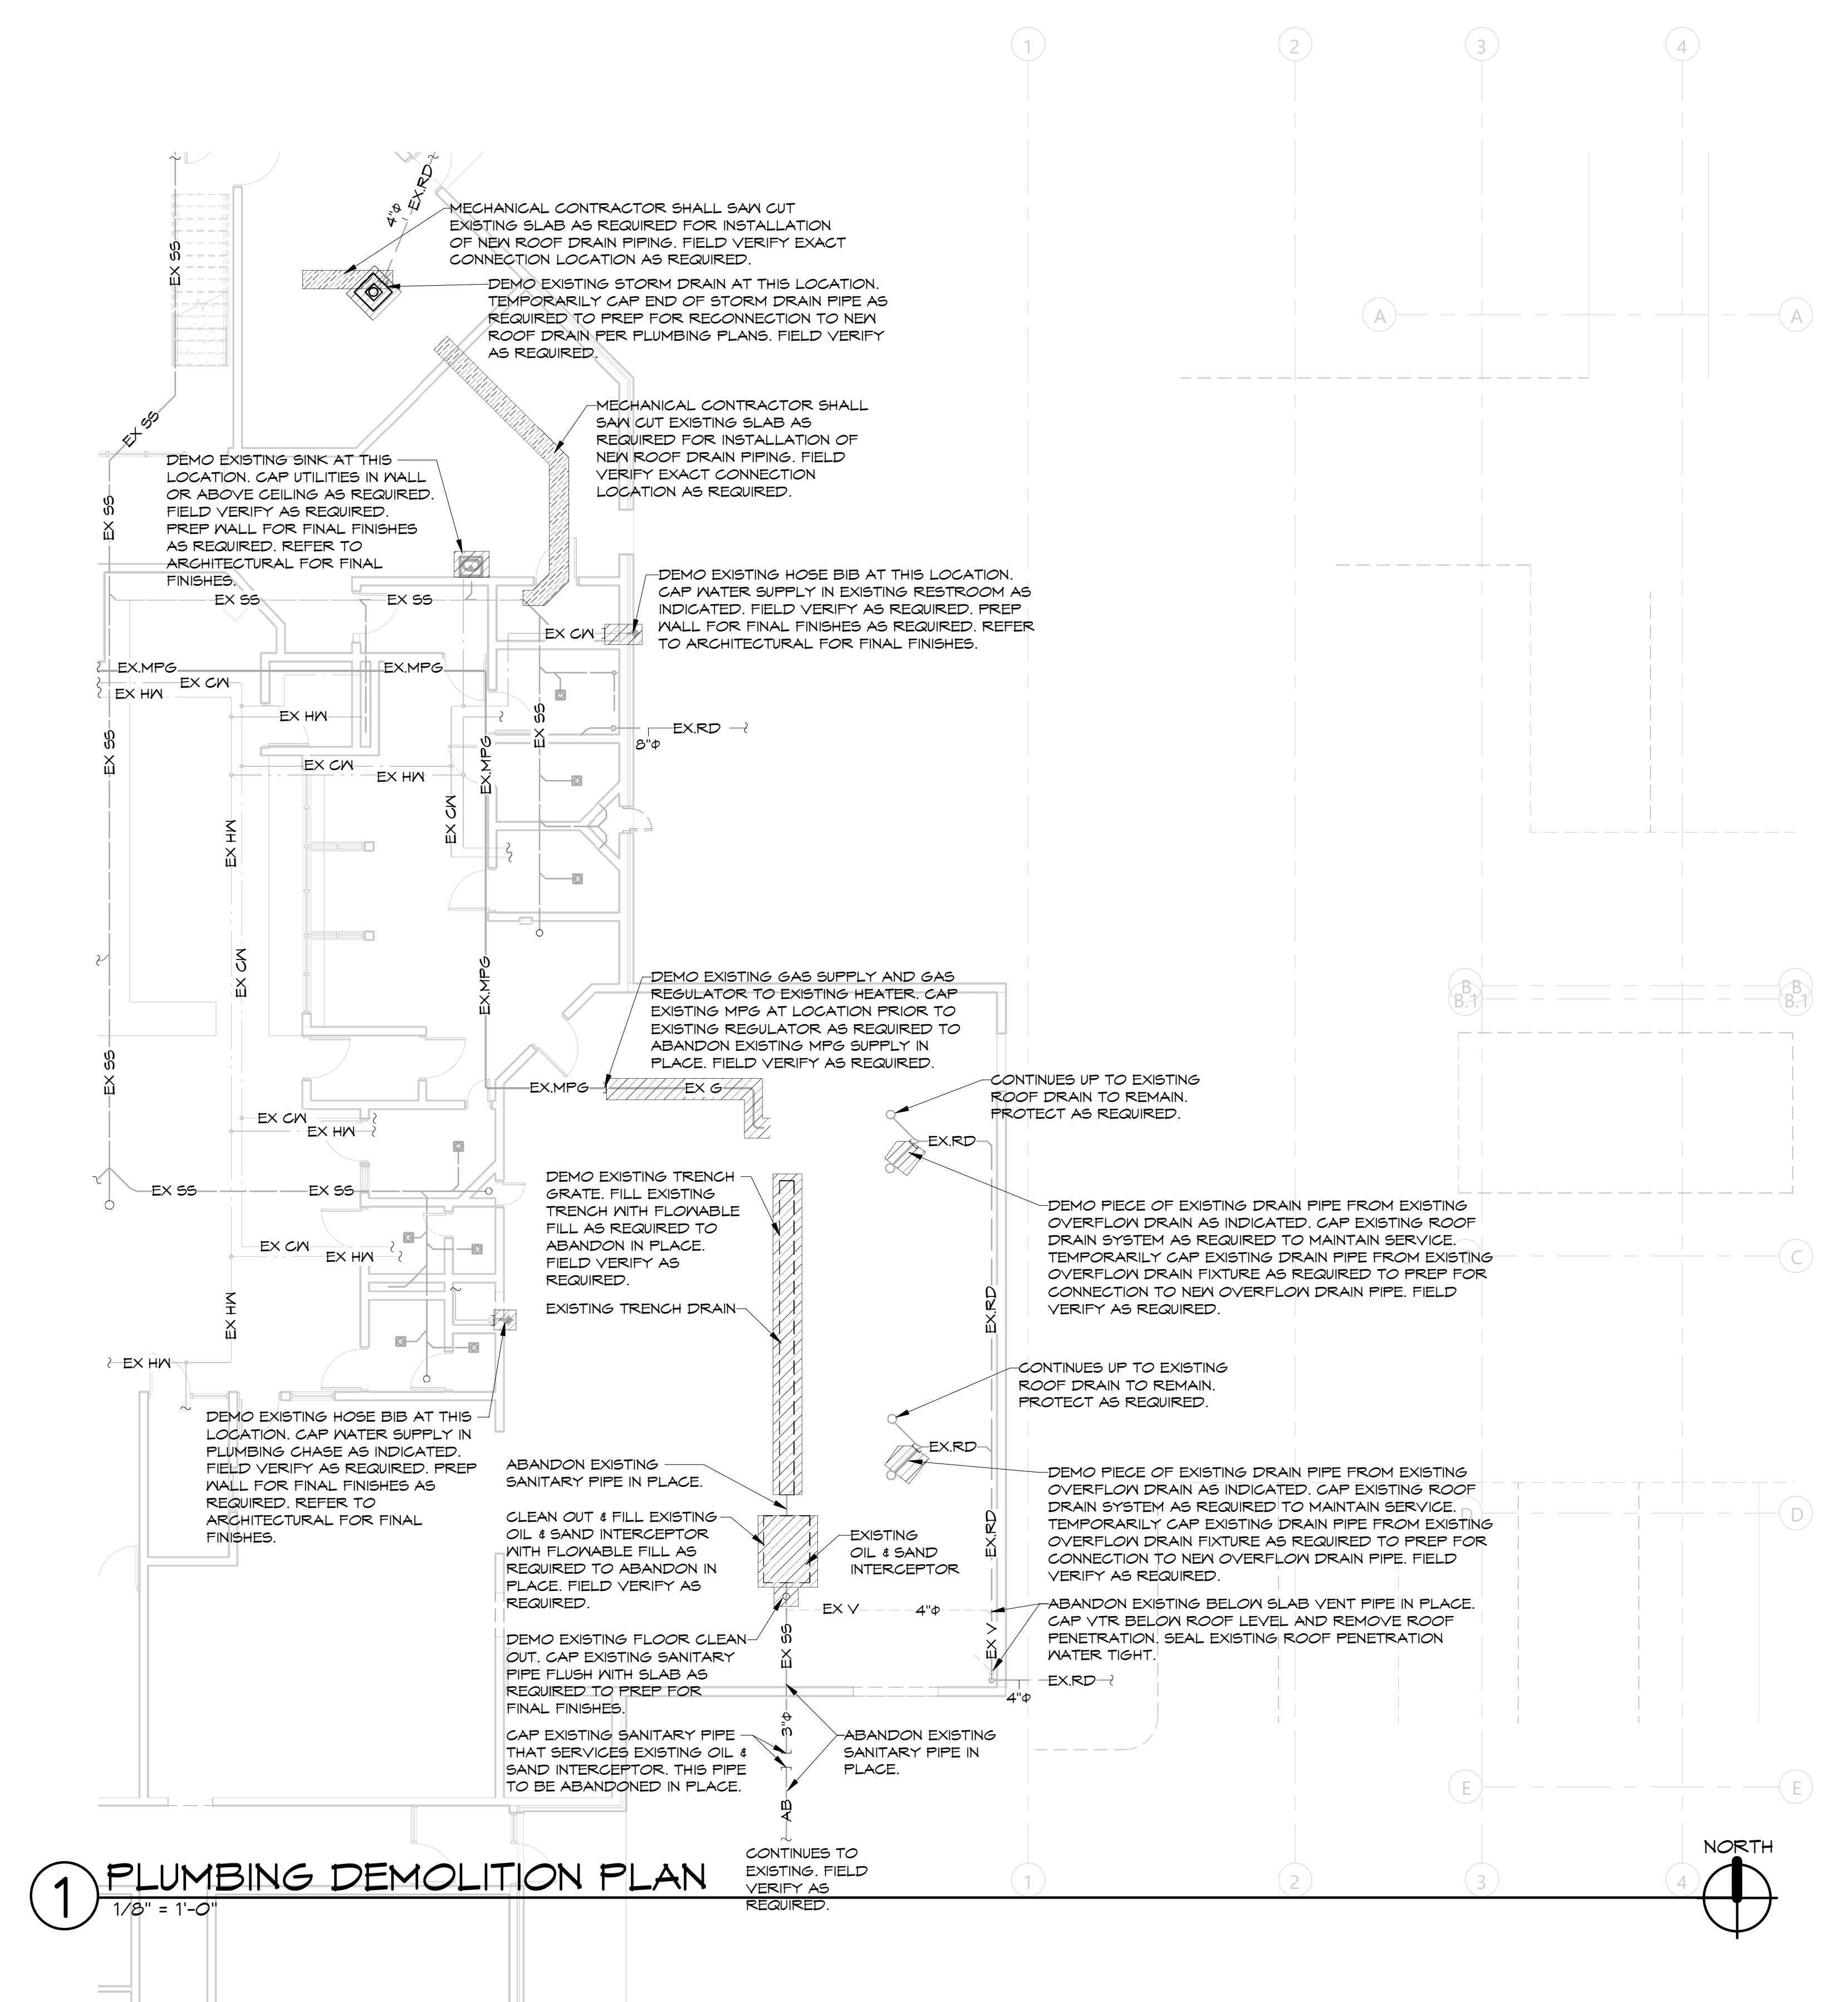 1
2
3
4
EX.RD
4"Φ
EX SS
MECHANICAL CONTRACTOR SHALL SAW CUT
EXISTING SLAB AS REQUIRED FOR INSTALLATION
OF NEW ROOF DRAIN PIPING. FIELD VERIFY EXACT
CONNECTION LOCATION AS REQUIRED.
DEMO EXISTING STORM DRAIN AT THIS LOCATION.
TEMPORARILY CAP END OF STORM DRAIN PIPE AS
REQUIRED TO PREP FOR RECONNECTION TO NEW
ROOF DRAIN PER PLUMBING PLANS. FIELD VERIFY
AS REQUIRED.
A
A
EX SS
MECHANICAL CONTRACTOR SHALL
SAW CUT EXISTING SLAB AS
REQUIRED FOR INSTALLATION OF
NEW ROOF DRAIN PIPING. FIELD
VERIFY EXACT CONNECTION
LOCATION AS REQUIRED.
DEMO EXISTING SINK AT THIS
LOCATION. CAP UTILITIES IN WALL
OR ABOVE CEILING AS REQUIRED.
FIELD VERIFY AS REQUIRED.
PREP WALL FOR FINAL FINISHES
AS REQUIRED. REFER TO
ARCHITECTURAL FOR FINAL
FINISHES.
EX SS
EX SS
EX SS
DEMO EXISTING HOSE BIB AT THIS LOCATION.
CAP WATER SUPPLY IN EXISTING RESTROOM AS
INDICATED. FIELD VERIFY AS REQUIRED. PREP
WALL FOR FINAL FINISHES AS REQUIRED. REFER
TO ARCHITECTURAL FOR FINAL FINISHES.
EX CW
EX.MPG
EX.MPG
EX CW
EX HW
EX HW
EX SS
EX SS
EX.RD
8"Φ
EX CW
EX HW
EX.MPG
EX CW
EX HW
EX CW
EX.MPG
B
B.1
B
B.1
DEMO EXISTING GAS SUPPLY AND GAS
REGULATOR TO EXISTING HEATER. CAP
EXISTING MPG AT LOCATION PRIOR TO
EXISTING REGULATOR AS REQUIRED TO
ABANDON EXISTING MPG SUPPLY IN
PLACE. FIELD VERIFY AS REQUIRED.
EX SS
EX.MPG
EX G
CONTINUES UP TO EXISTING
ROOF DRAIN TO REMAIN.
PROTECT AS REQUIRED.
EX CW
EX HW
EX.RD
EX SS
EX SS
DEMO EXISTING TRENCH
GRATE. FILL EXISTING
TRENCH WITH FLOWABLE
FILL AS REQUIRED TO
ABANDON IN PLACE.
FIELD VERIFY AS
REQUIRED.
DEMO PIECE OF EXISTING DRAIN PIPE FROM EXISTING
OVERFLOW DRAIN AS INDICATED. CAP EXISTING ROOF
DRAIN SYSTEM AS REQUIRED TO MAINTAIN SERVICE.
TEMPORARILY CAP EXISTING DRAIN PIPE FROM EXISTING
OVERFLOW DRAIN FIXTURE AS REQUIRED TO PREP FOR
CONNECTION TO NEW OVERFLOW DRAIN PIPE. FIELD
VERIFY AS REQUIRED.
C
EX CW
EX HW
EXISTING TRENCH DRAIN
EX HW
EX.RD
EX HW
CONTINUES UP TO EXISTING
ROOF DRAIN TO REMAIN.
PROTECT AS REQUIRED.
EX.RD
DEMO EXISTING HOSE BIB AT THIS
LOCATION. CAP WATER SUPPLY IN
PLUMBING CHASE AS INDICATED.
FIELD VERIFY AS REQUIRED. PREP
WALL FOR FINAL FINISHES AS
REQUIRED. REFER TO
ARCHITECTURAL FOR FINAL
FINISHES.
ABANDON EXISTING
SANITARY PIPE IN PLACE.
DEMO PIECE OF EXISTING DRAIN PIPE FROM EXISTING
OVERFLOW DRAIN AS INDICATED. CAP EXISTING ROOF
DRAIN SYSTEM AS REQUIRED TO MAINTAIN SERVICE.
TEMPORARILY CAP EXISTING DRAIN PIPE FROM EXISTING
OVERFLOW DRAIN FIXTURE AS REQUIRED TO PREP FOR
CONNECTION TO NEW OVERFLOW DRAIN PIPE. FIELD
VERIFY AS REQUIRED.
D
D
CLEAN OUT & FILL EXISTING
OIL & SAND INTERCEPTOR
WITH FLOWABLE FILL AS
REQUIRED TO ABANDON IN
PLACE. FIELD VERIFY AS
REQUIRED.
EXISTING
OIL & SAND
INTERCEPTOR
EX.RD
EX V
4"Φ
ABANDON EXISTING BELOW SLAB VENT PIPE IN PLACE.
CAP VTR BELOW ROOF LEVEL AND REMOVE ROOF
PENETRATION. SEAL EXISTING ROOF PENETRATION
WATER TIGHT.
DEMO EXISTING FLOOR CLEAN
OUT. CAP EXISTING SANITARY
PIPE FLUSH WITH SLAB AS
REQUIRED TO PREP FOR
FINAL FINISHES.
EX SS
EX V
EX.RD
4"Φ
3"Φ
CAP EXISTING SANITARY PIPE
THAT SERVICES EXISTING OIL &
SAND INTERCEPTOR. THIS PIPE
TO BE ABANDONED IN PLACE.
ABANDON EXISTING
SANITARY PIPE IN
PLACE.
E
E
AB
CONTINUES TO
EXISTING. FIELD
VERIFY AS
REQUIRED.
1
2
3
4
NORTH
1
PLUMBING DEMOLITION PLAN
1/8" = 1'-0"